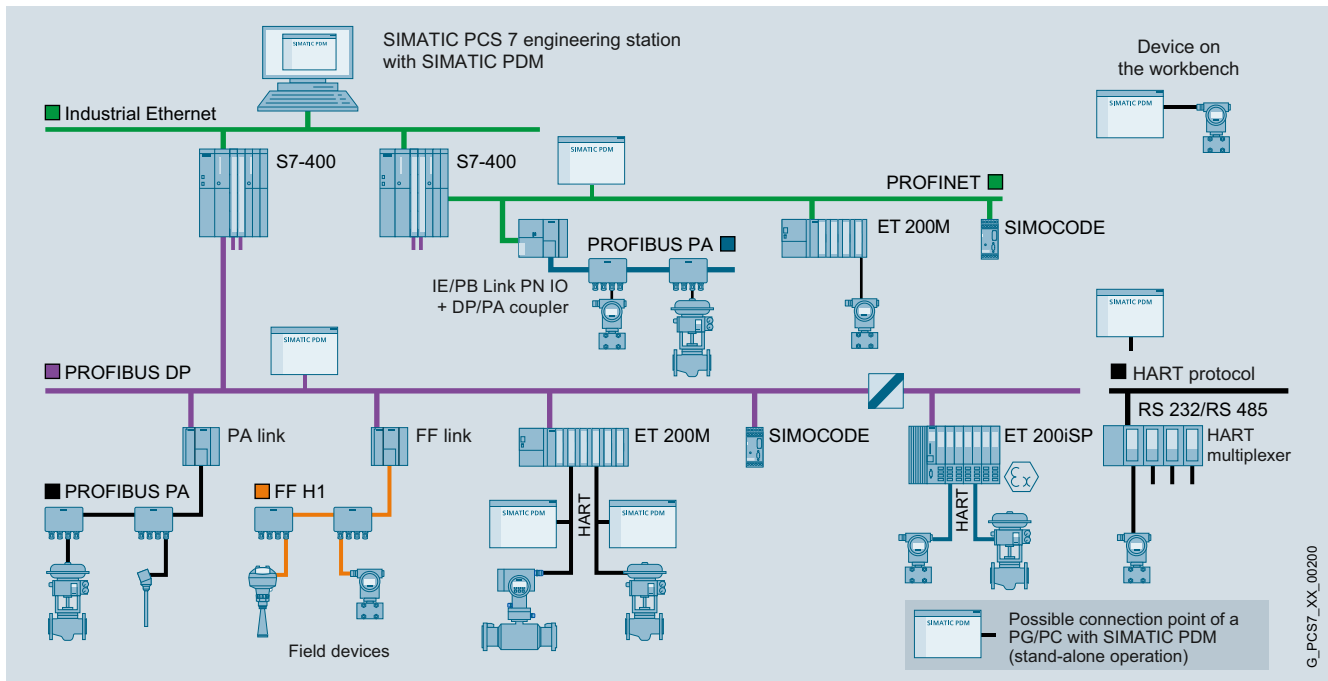 SIMATIC PDM
SIMATIC PCS 7 engineering station
with SIMATIC PDM
Device on
the workbench
SIMATIC PDM
Industrial Ethernet
S7-400
S7-400
SIMATIC PDM
PROFINET
ET 200M
SIMOCODE
PROFIBUS PA
IE/PB Link PN IO
+ DP/PA coupler
SIMATIC PDM
SIMATIC PDM
PROFIBUS DP
HART protocol
RS 232/RS 485
HART
multiplexer
PA link
FF link
ET 200M
SIMOCODE
ET 200iSP
Ex
PROFIBUS PA
FF H1
SIMATIC PDM
HART
SIMATIC PDM
HART
Field devices
SIMATIC PDM
Possible connection point of a
PG/PC with SIMATIC PDM
(stand-alone operation)
G_PCS7_XX_00200